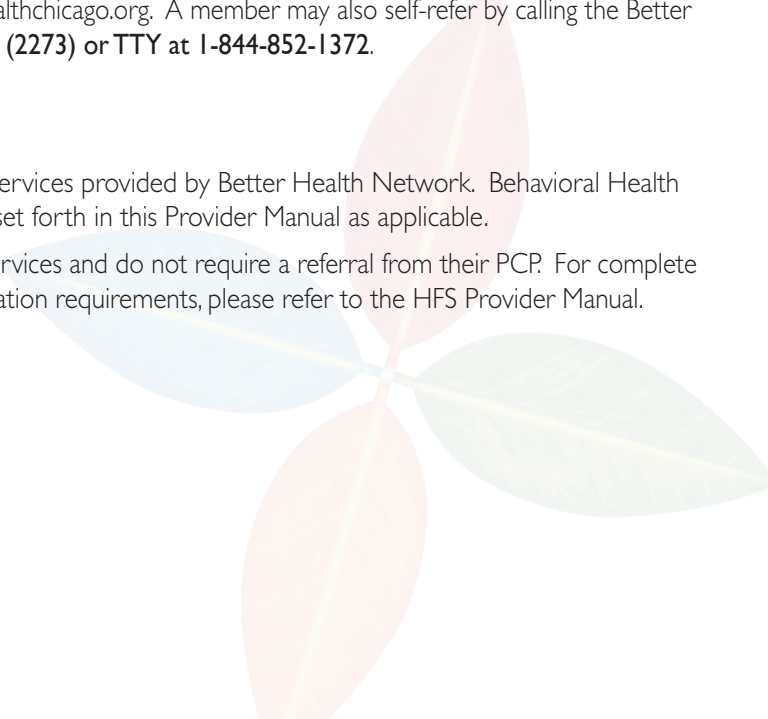 althchicago.org. A member may also self-refer by calling the Better
(2273) or TTY at 1-844-852-1372.
ervices provided by Better Health Network. Behavioral Health
set forth in this Provider Manual as applicable.
rvices and do not require a referral from their PCP. For complete
ation requirements, please refer to the HFS Provider Manual.